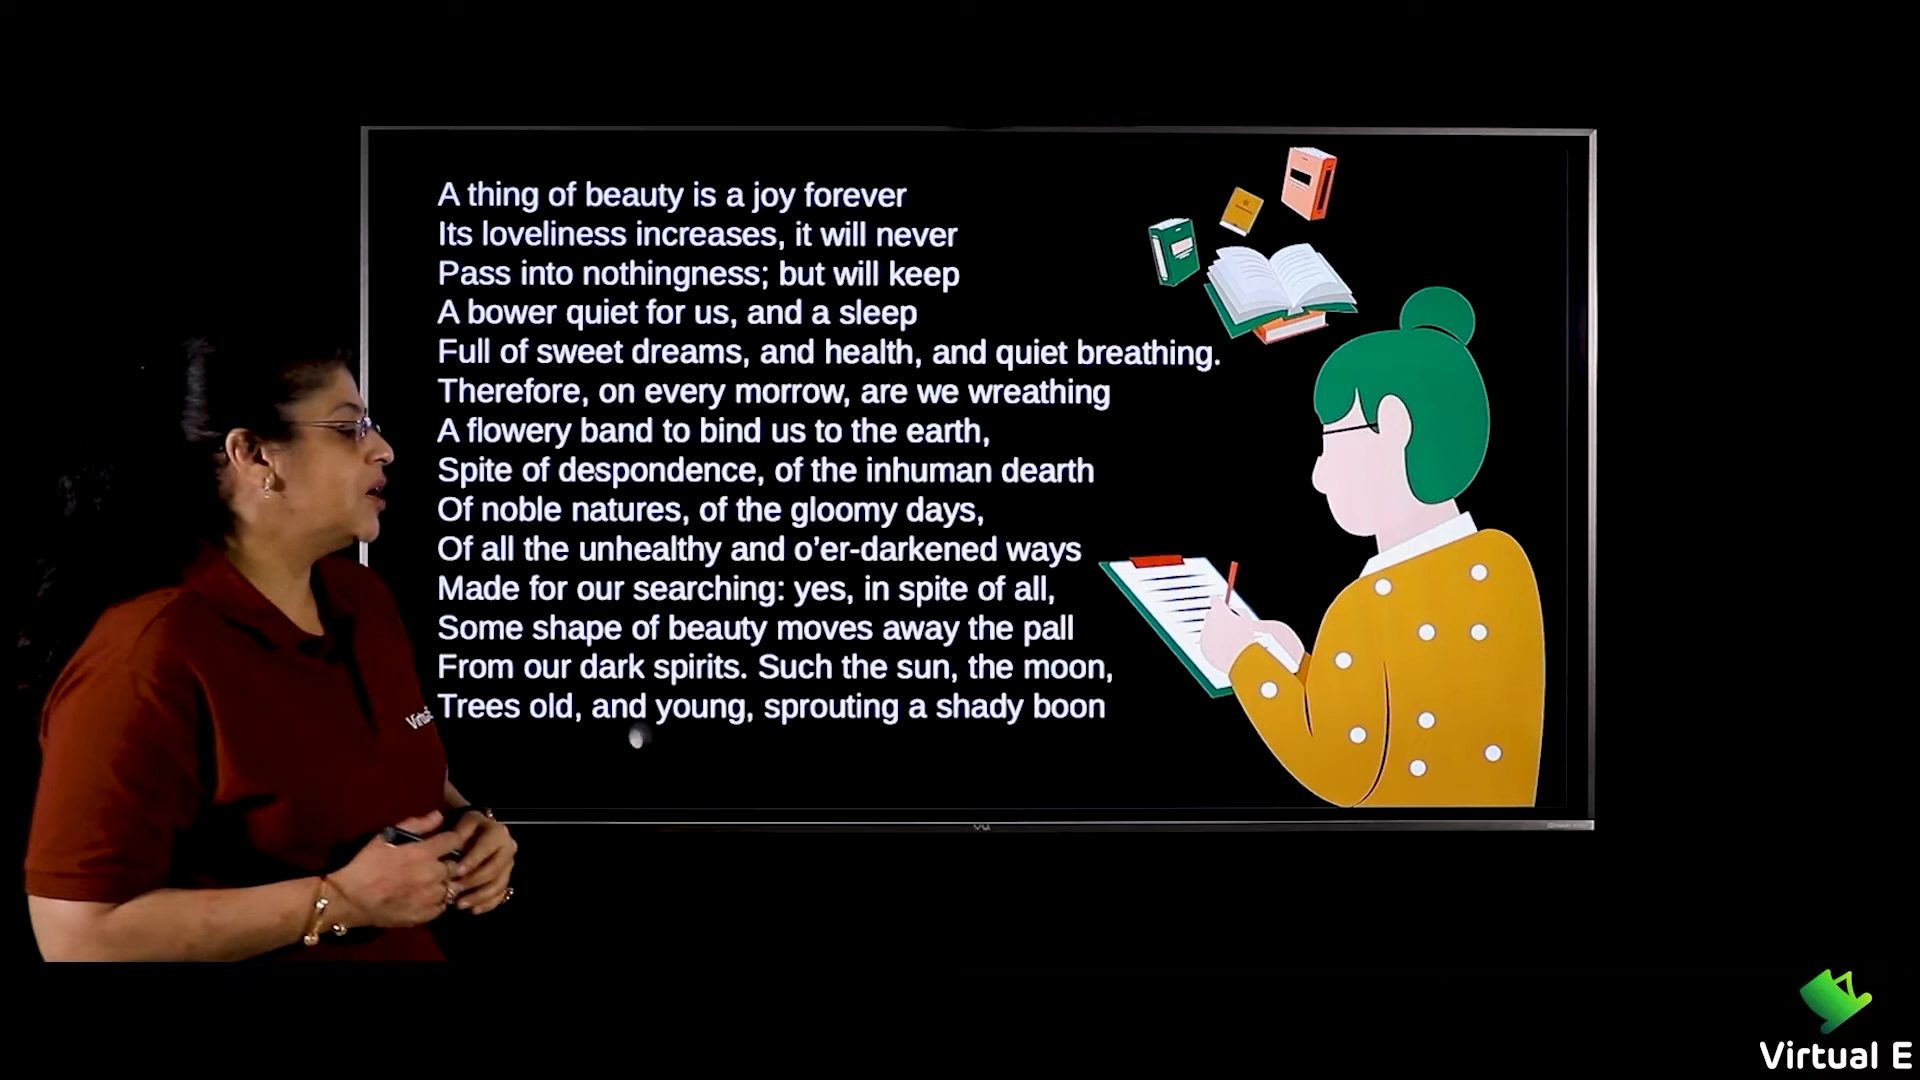 A thing of beauty is a joy forever
Its loveliness increases, it will never
Pass into nothingness; but will keep
A bower quiet for us, and a sleep
Full of sweet dreams, and health, and quiet breathing.
Therefore, on every morrow, are we wreathing
A flowery band to bind us to the earth,
Spite of despondence, of the inhuman dearth
Of noble natures, of the gloomy days,
Of all the unhealthy and o’er-darkened ways
Made for our searching: yes, in spite of all,
Some shape of beauty moves away the pall
From our dark spirits. Such the sun, the moon,
Trees old, and young, sprouting a shady boon
Virtual E